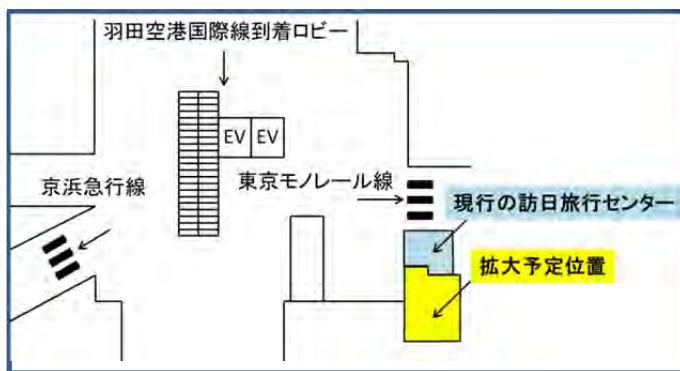 羽田空港国際線到着ロビー
EV EV
京浜急行線
東京モノレール線
現行の訪日旅行センター
拡大予定位置